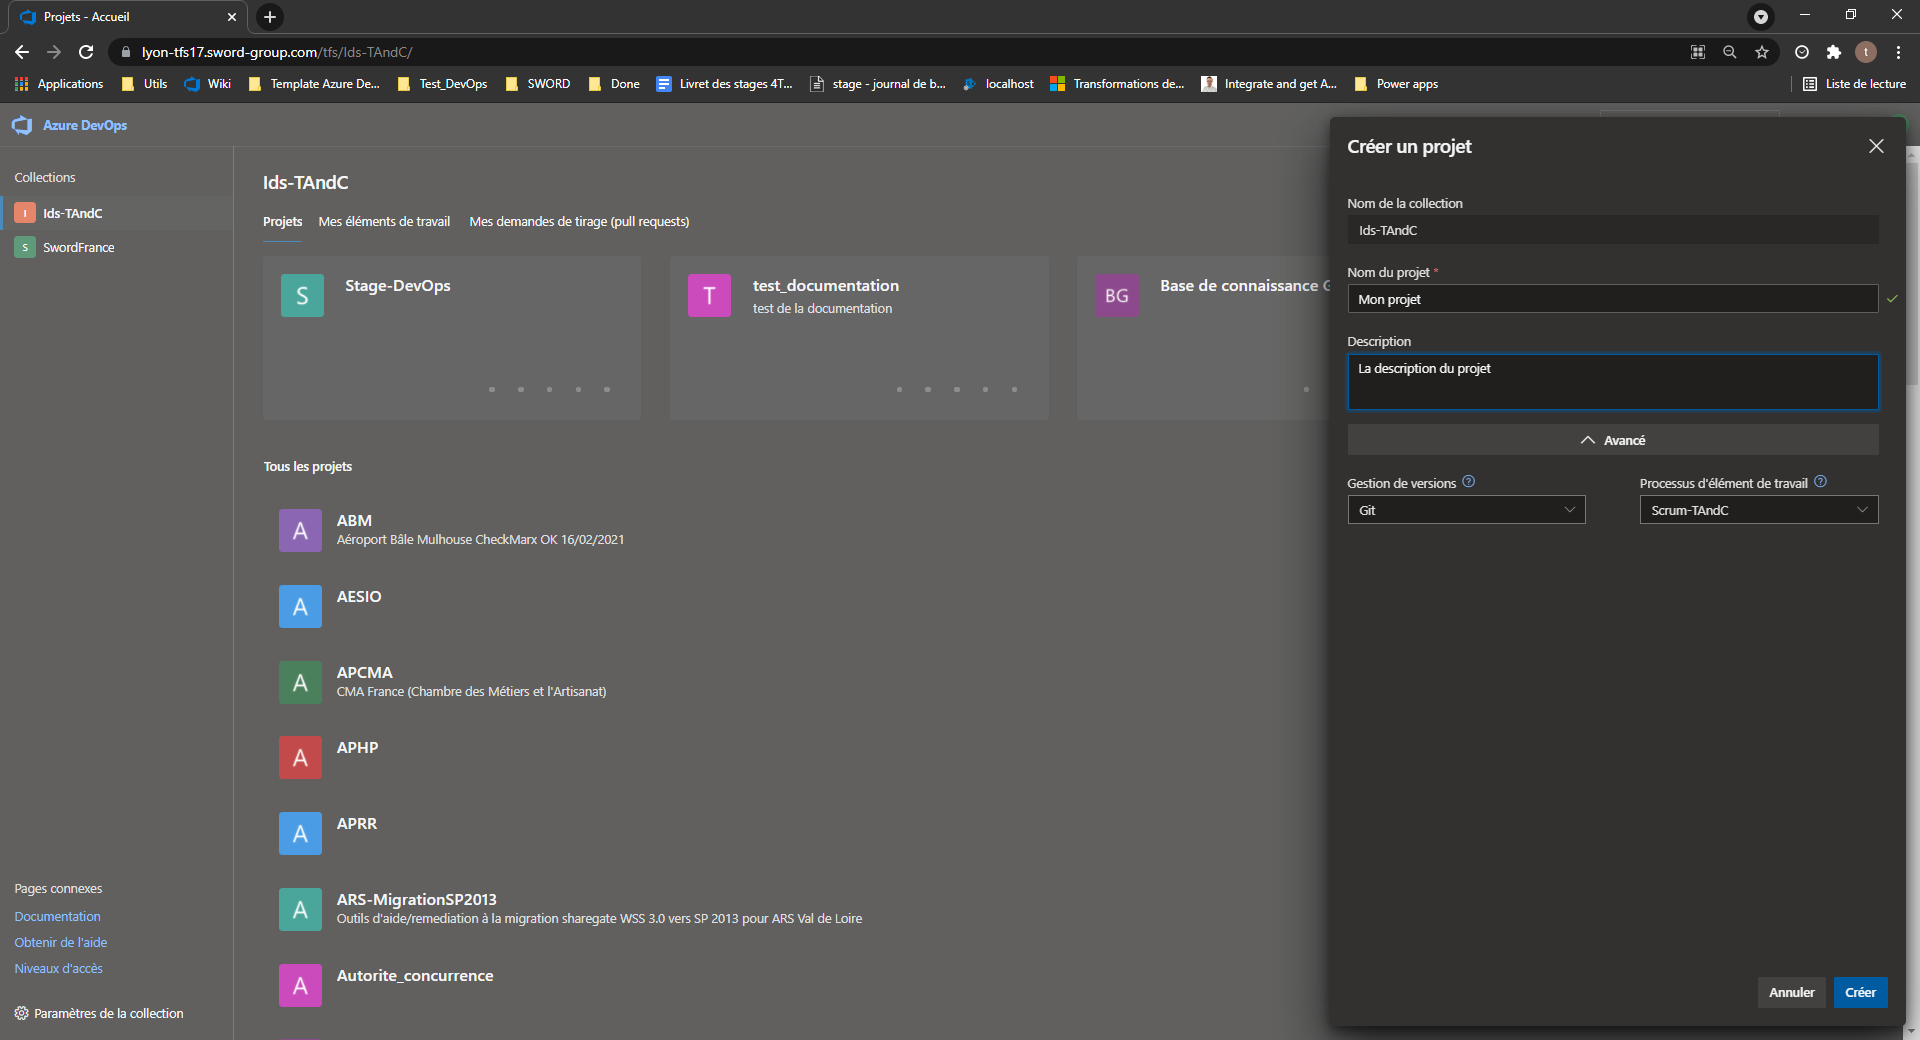 Projets - Accueil
lyon-tfs17.sword-group.com/tfs/Ids-TAndC/
t
Applications
Utils
Wiki
Template Azure De...
Test_DevOps
SWORD
Done
Livret des stages 4T...
stage - journal de b...
localhost
Transformations de...
Integrate and get A...
Power apps
Liste de lecture
Azure DevOps
Collections
I Ids-TAndC
S SwordFrance
Pages connexes
Documentation
Obtenir de l'aide
Niveaux d'accès
Paramètres de la collection
Ids-TAndC
Projets
Mes éléments de travail
Mes demandes de tirage (pull requests)
S Stage-DevOps
T test_documentation
test de la documentation
BG Base de connaissance G
Tous les projets
A ABM
Aéroport Bâle Mulhouse CheckMarx OK 16/02/2021
A AESIO
A APCMA
CMA France (Chambre des Métiers et l'Artisanat)
A APHP
A APRR
A ARS-MigrationSP2013
Outils d'aide/remediation à la migration sharegate WSS 3.0 vers SP 2013 pour ARS Val de Loire
A Autorite_concurrence
Créer un projet
Nom de la collection
Ids-TAndC
Nom du projet *
Mon projet
Description
La description du projet
Avancé
Gestion de versions ?
Git
Processus d'élément de travail ?
Scrum-TAndC
Annuler
Créer